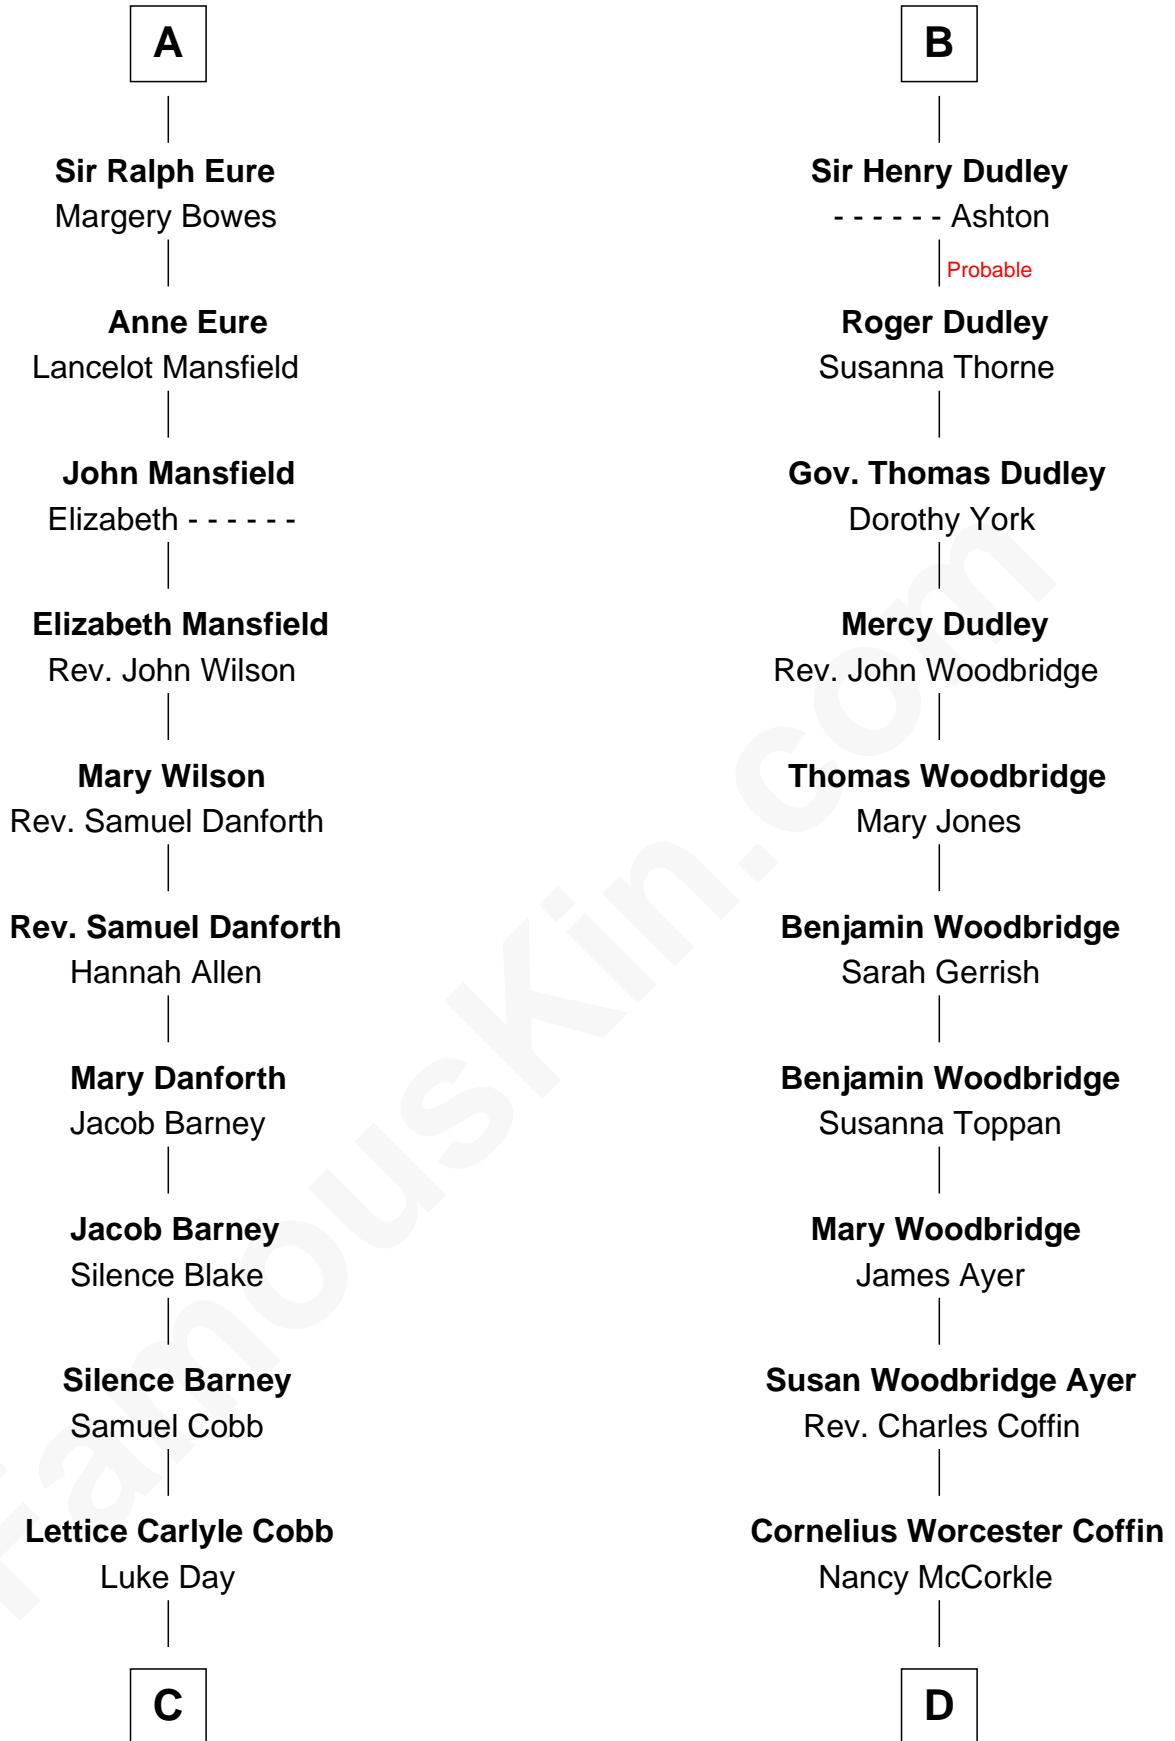 A
Sir Ralph Eure
Margery Bowes
Anne Eure
Lancelot Mansfield
John Mansfield
Elizabeth - - - - - -
Elizabeth Mansfield
Rev. John Wilson
Mary Wilson
Rev. Samuel Danforth
Rev. Samuel Danforth
Hannah Allen
Mary Danforth
Jacob Barney
Jacob Barney
Silence Blake
Silence Barney
Samuel Cobb
Lettice Carlyle Cobb
Luke Day
C
B
Sir Henry Dudley
- - - - - - Ashton
Probable
Roger Dudley
Susanna Thorne
Gov. Thomas Dudley
Dorothy York
Mercy Dudley
Rev. John Woodbridge
Thomas Woodbridge
Mary Jones
Benjamin Woodbridge
Sarah Gerrish
Benjamin Woodbridge
Susanna Toppan
Mary Woodbridge
James Ayer
Susan Woodbridge Ayer
Rev. Charles Coffin
Cornelius Worcester Coffin
Nancy McCorkle
D
FamousKin.com